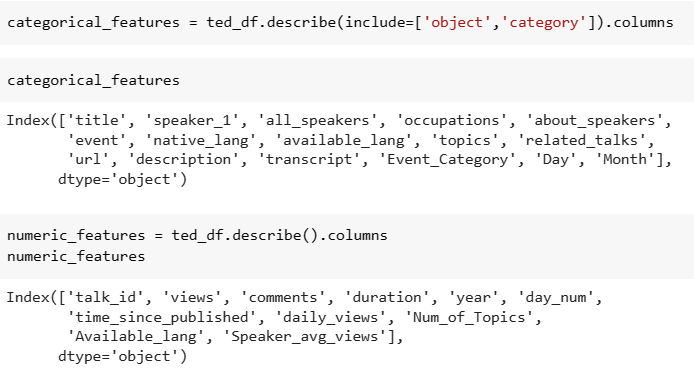 categorical_features = ted_df.describe(include=['object','category']).columns
categorical_features
Index(['title', 'speaker_1', 'all_speakers', 'occupations', 'about_speakers',
       'event', 'native_lang', 'available_lang', 'topics', 'related_talks',
       'url', 'description', 'transcript', 'Event_Category', 'Day', 'Month'],
      dtype='object')
numeric_features = ted_df.describe().columns
numeric_features
Index(['talk_id', 'views', 'comments', 'duration', 'year', 'day_num',
       'time_since_published', 'daily_views', 'Num_of_Topics',
       'Available_lang', 'Speaker_avg_views'],
      dtype='object')